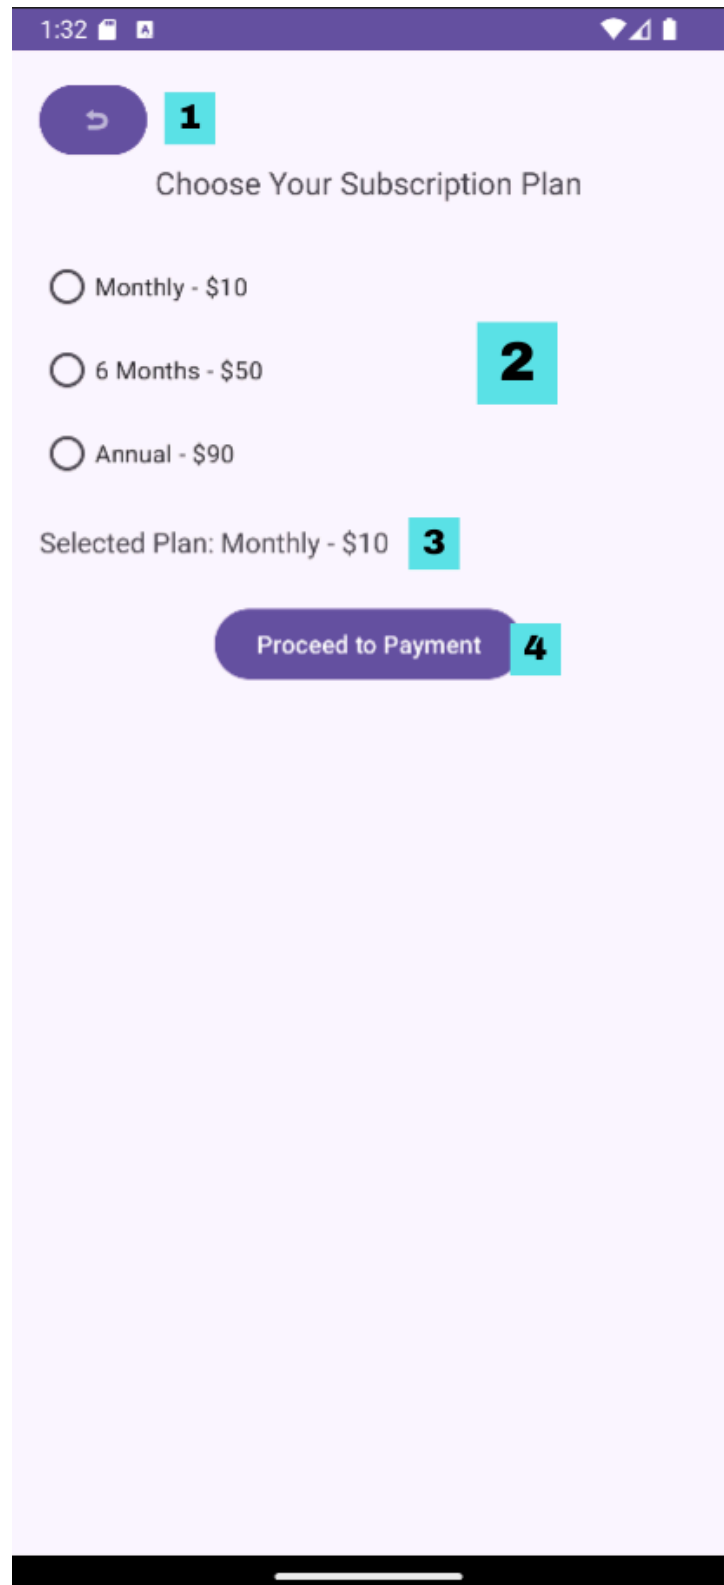 1:32
1
Choose Your Subscription Plan
Monthly - $10
6 Months - $50
2
Annual - $90
Selected Plan: Monthly - $10 3
Proceed to Payment 4